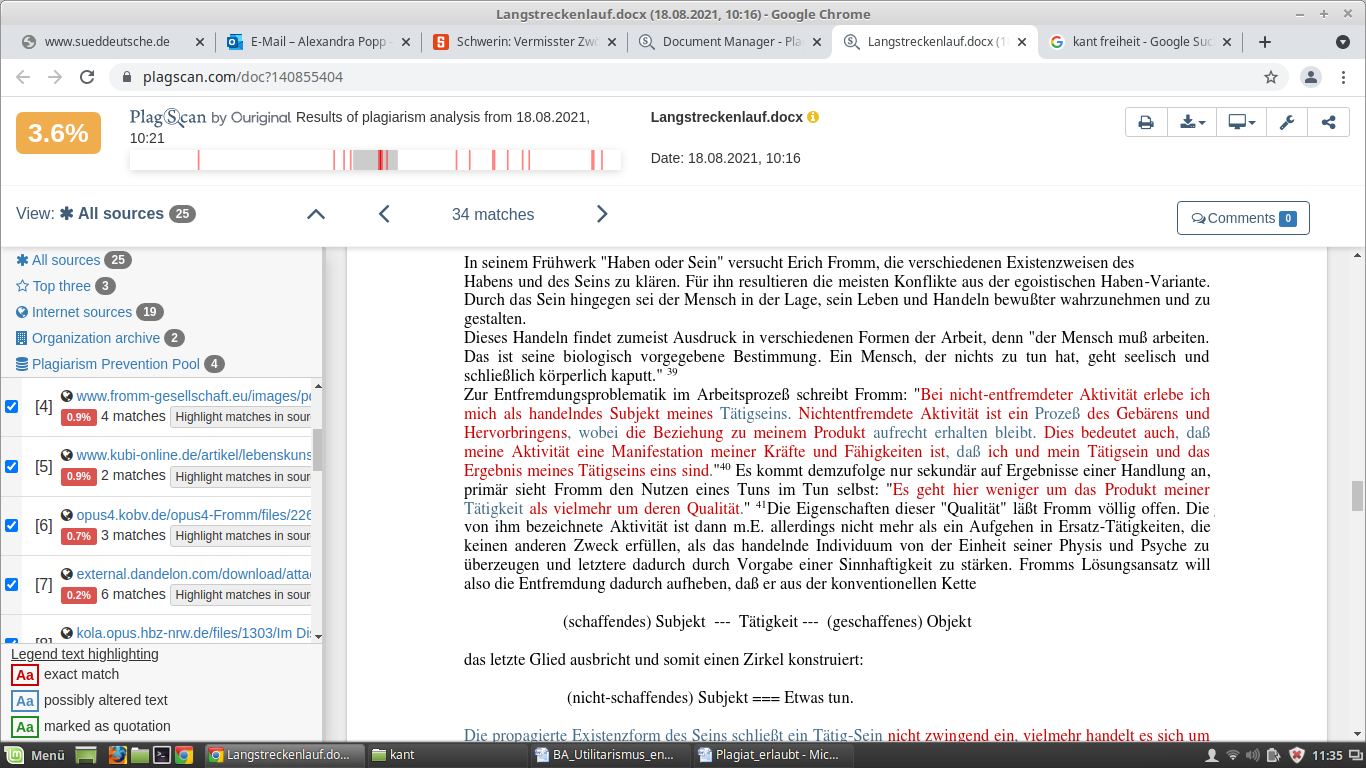 Langstreckenlauf.docx (18.08.2021, 10:16) - Google Chrome
www.sueddeutsche.de
E-Mail – Alexandra Popp -
Schwerin: Vermisster Zwö
Document Manager - Pla
Langstreckenlauf.docx (1
kant freiheit - Google Suc
plagscan.com/doc?140855404
3.6%
PlagScan by Ouriginal Results of plagiarism analysis from 18.08.2021,
10:21
Langstreckenlauf.docx
Date: 18.08.2021, 10:16
View: ✱ All sources 25
34 matches
Comments 0
All sources 25
Top three 3
Internet sources 19
Organization archive 2
Plagiarism Prevention Pool 4
[4] www.fromm-gesellschaft.eu/images/pd
0.9% 4 matches Highlight matches in sour
[5] www.kubi-online.de/artikel/lebenskuns
0.9% 2 matches Highlight matches in sour
[6] opus4.kobv.de/opus4-Fromm/files/226
0.7% 3 matches Highlight matches in sour
[7] external.dandelon.com/download/attac
0.2% 6 matches Highlight matches in sour
kola.opus.hbz-nrw.de/files/1303/Im Dis
Legend text highlighting
Aa exact match
Aa possibly altered text
Aa marked as quotation
In seinem Frühwerk "Haben oder Sein" versucht Erich Fromm, die verschiedenen Existenzweisen des
Habens und des Seins zu klären. Für ihn resultieren die meisten Konflikte aus der egoistischen Haben-Variante.
Durch das Sein hingegen sei der Mensch in der Lage, sein Leben und Handeln bewußter wahrzunehmen und zu
gestalten.
Dieses Handeln findet zumeist Ausdruck in verschiedenen Formen der Arbeit, denn "der Mensch muß arbeiten.
Das ist seine biologisch vorgegebene Bestimmung. Ein Mensch, der nichts zu tun hat, geht seelisch und
schließlich körperlich kaputt." 39
Zur Entfremdungsproblematik im Arbeitsprozeß schreibt Fromm: "Bei nicht-entfremdeter Aktivität erlebe ich
mich als handelndes Subjekt meines Tätigseins. Nichtentfremdete Aktivität ist ein Prozeß des Gebärens und
Hervorbringens, wobei die Beziehung zu meinem Produkt aufrecht erhalten bleibt. Dies bedeutet auch, daß
meine Aktivität eine Manifestation meiner Kräfte und Fähigkeiten ist, daß ich und mein Tätigsein und das
Ergebnis meines Tätigseins eins sind."40 Es kommt demzufolge nur sekundär auf Ergebnisse einer Handlung an,
primär sieht Fromm den Nutzen eines Tuns im Tun selbst: "Es geht hier weniger um das Produkt meiner
Tätigkeit als vielmehr um deren Qualität." 41Die Eigenschaften dieser "Qualität" läßt Fromm völlig offen. Die
von ihm bezeichnete Aktivität ist dann m.E. allerdings nicht mehr als ein Aufgehen in Ersatz-Tätigkeiten, die
keinen anderen Zweck erfüllen, als das handelnde Individuum von der Einheit seiner Physis und Psyche zu
überzeugen und letztere dadurch durch Vorgabe einer Sinnhaftigkeit zu stärken. Fromms Lösungsansatz will
also die Entfremdung dadurch aufheben, daß er aus der konventionellen Kette
(schaffendes) Subjekt --- Tätigkeit --- (geschaffenes) Objekt
das letzte Glied ausbricht und somit einen Zirkel konstruiert:
(nicht-schaffendes) Subjekt === Etwas tun.
Die propagierte Existenzform des Seins schließt ein Tätig-Sein nicht zwingend ein, vielmehr handelt es sich um
Menü
Langstreckenlauf.do...
kant
BA_Utilitarismus_en...
Plagiat_erlaubt - Mic...
11:35